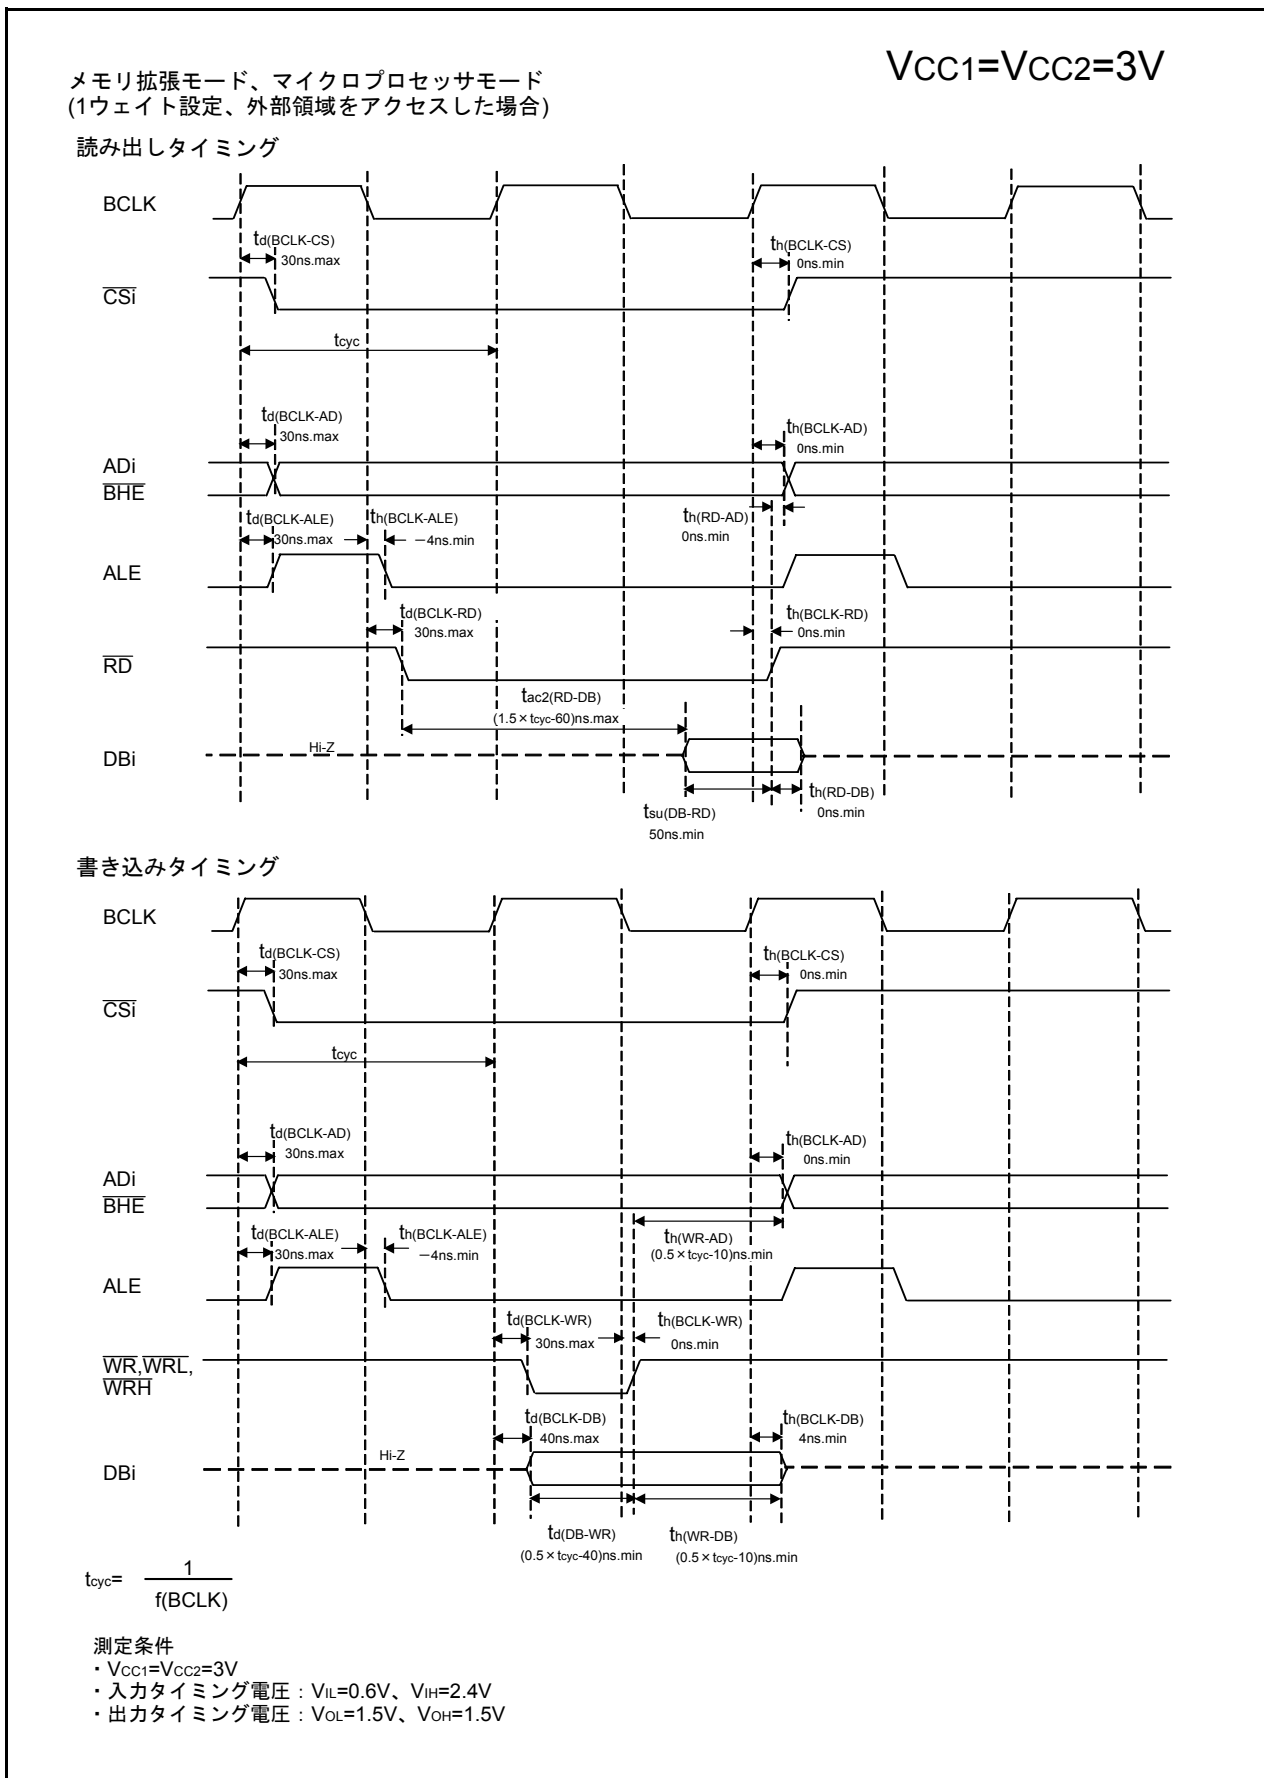 VCC1=VCC2=3V
メモリ拡張モード、マイクロプロセッサモード
(1ウェイト設定、外部領域をアクセスした場合)
読み出しタイミング
BCLK
td(BCLK-CS)
30ns.max
th(BCLK-CS)
0ns.min
CSi
tcyc
td(BCLK-AD)
30ns.max
th(BCLK-AD)
0ns.min
ADi
BHE
td(BCLK-ALE)
30ns.max
th(BCLK-ALE)
－4ns.min
th(RD-AD)
0ns.min
ALE
td(BCLK-RD)
30ns.max
th(BCLK-RD)
0ns.min
RD
tac2(RD-DB)
(1.5×tcyc-60)ns.max
Hi-Z
DBi
tsu(DB-RD)
50ns.min
th(RD-DB)
0ns.min
書き込みタイミング
BCLK
td(BCLK-CS)
30ns.max
th(BCLK-CS)
0ns.min
CSi
tcyc
td(BCLK-AD)
30ns.max
th(BCLK-AD)
0ns.min
ADi
BHE
td(BCLK-ALE)
30ns.max
th(BCLK-ALE)
－4ns.min
th(WR-AD)
(0.5×tcyc-10)ns.min
ALE
td(BCLK-WR)
30ns.max
th(BCLK-WR)
0ns.min
WR,WRL,
WRH
td(BCLK-DB)
40ns.max
th(BCLK-DB)
4ns.min
Hi-Z
DBi
td(DB-WR)
(0.5×tcyc-40)ns.min
th(WR-DB)
(0.5×tcyc-10)ns.min
tcyc= 1
f(BCLK)
測定条件
・VCC1=VCC2=3V
・入力タイミング電圧：VIL=0.6V、VIH=2.4V
・出力タイミング電圧：VOL=1.5V、VOH=1.5V